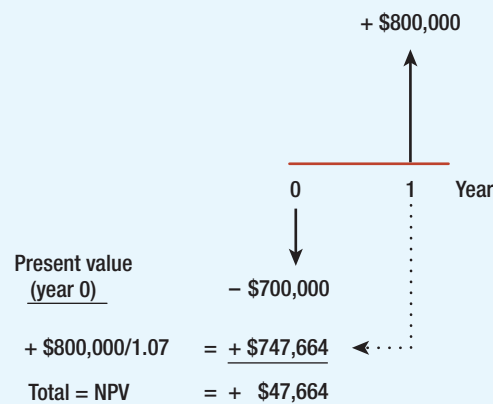 + $800,000
0 1 Year
Present value
(year 0) – $700,000
+ $800,000/1.07 = + $747,664
Total = NPV = + $47,664